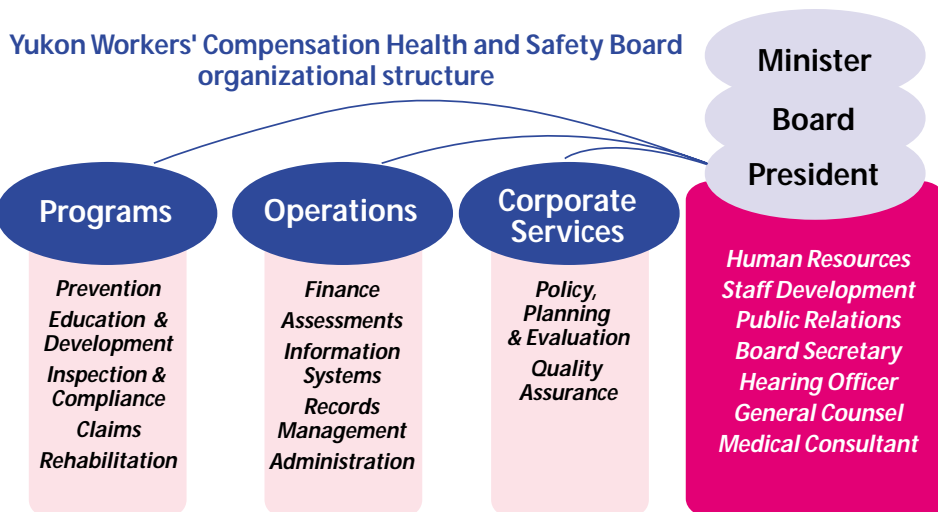 Yukon Workers' Compensation Health and Safety Board
organizational structure
Minister
Board
President
Programs
Prevention
Education &
Development
Inspection &
Compliance
Claims
Rehabilitation
Operations
Finance
Assessments
Information
Systems
Records
Management
Administration
Corporate
Services
Policy,
Planning
& Evaluation
Quality
Assurance
Human Resources
Staff Development
Public Relations
Board Secretary
Hearing Officer
General Counsel
Medical Consultant